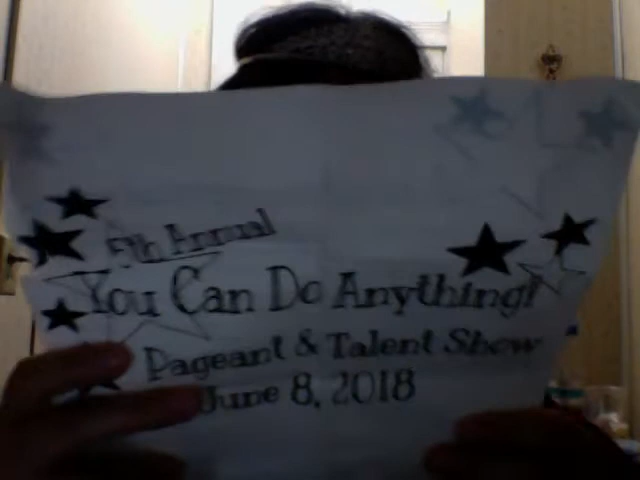 5th Annual
You Can Do Anything!
Pageant & Talent Show
June 8, 2018